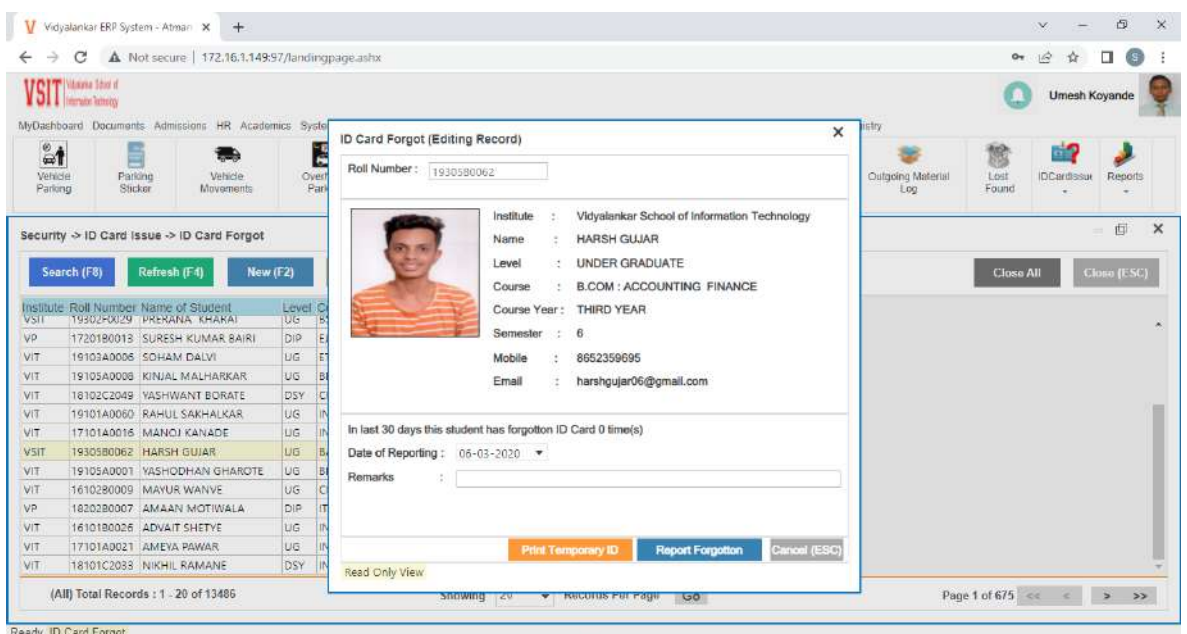 Vidyalankar ERP System - Atman
Not secure | 172.16.1.149:97/landingpage.ashx
S
VSIT Vidyalankar School of Information Technology
Umesh Koyande
MyDashboard Documents Admissions HR Academics
Vehicle Parking
Parking Sticker
Vehicle Movements
Outgoing Material Log
Lost Found
IDCardIssue
Reports
Security -> ID Card Issue -> ID Card Forgot
Search (F8) Refresh (F4) New (F2) Close All Close (ESC)
Institute Roll Number Name of Student Level
VSIT 19302F0029 PRERANA KHARAT UG
VP 1720180013 SURESH KUMAR BAIRI DIP
VIT 19103A0006 SOHAM DALVI UG
VIT 19105A0008 KINJAL MALHARKAR UG
VIT 18102C2049 YASHWANT BORATE DSY
VIT 19101A0060 RAHUL SAKHALKAR UG
VIT 17101A0016 MANOJ KANADE UG
VSIT 1930580062 HARSH GUJAR UG
VIT 19105A0001 YASHODHAN GHAROTE UG
VIT 1610280009 MAYUR WANVE UG
VP 1820280007 AMAAN MOTIWALA DIP
VIT 1610180026 ADVAIT SHETYE UG
VIT 17101A0021 AMEYA PAWAR UG
VIT 18101C2033 NIKHIL RAMANE DSY
(All) Total Records : 1 - 20 of 13486
Showing 20 Records Per Page Go
Page 1 of 675 << < > >>
Ready ID Card Forgot
ID Card Forgot (Editing Record)
Roll Number : 1930580062
Institute : Vidyalankar School of Information Technology
Name : HARSH GUJAR
Level : UNDER GRADUATE
Course : B.COM : ACCOUNTING FINANCE
Course Year : THIRD YEAR
Semester : 6
Mobile : 8652359695
Email : harshgujar06@gmail.com
In last 30 days this student has forgotton ID Card 0 time(s)
Date of Reporting : 06-03-2020
Remarks :
Print Temporary ID Report Forgotton Cancel (ESC)
Read Only View